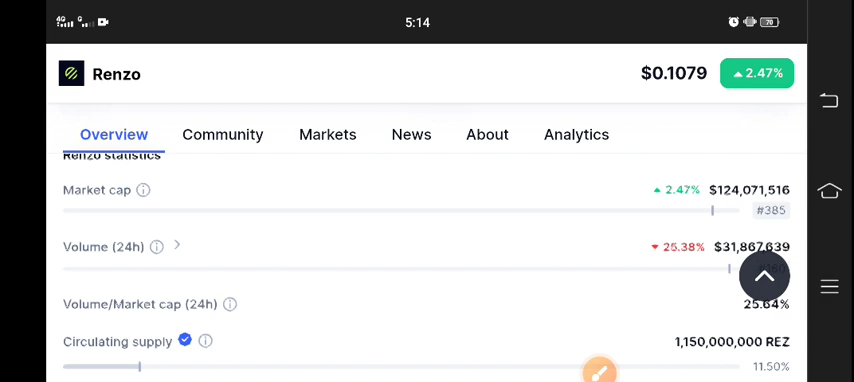 4G G 5:14 70
Renzo $0.1079 2.47%
Overview Community Markets News About Analytics
Renzo statistics
Market cap 2.47% $124,071,516
#385
Volume (24h) 25.38% $31,867,639
Volume/Market cap (24h) 25.64%
Circulating supply 1,150,000,000 REZ
11.50%